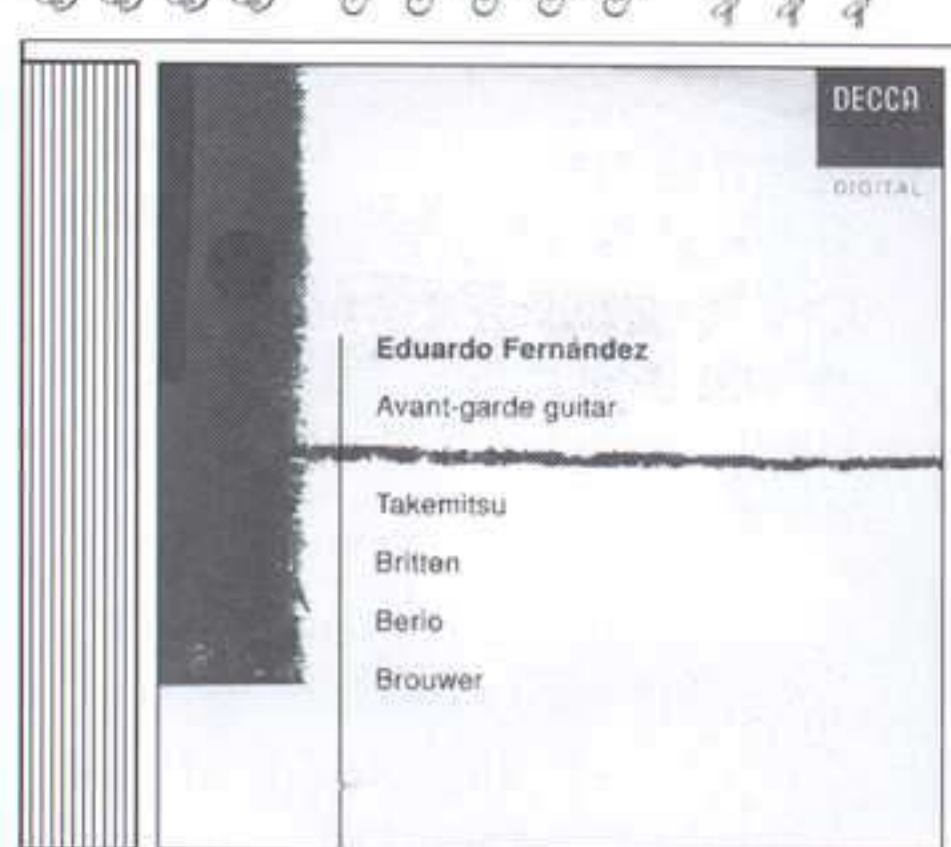 DECCA
DIGITAL
Eduardo Fernández
Avant-garde guitar
Takemitsu
Britten
Berio
Brouwer